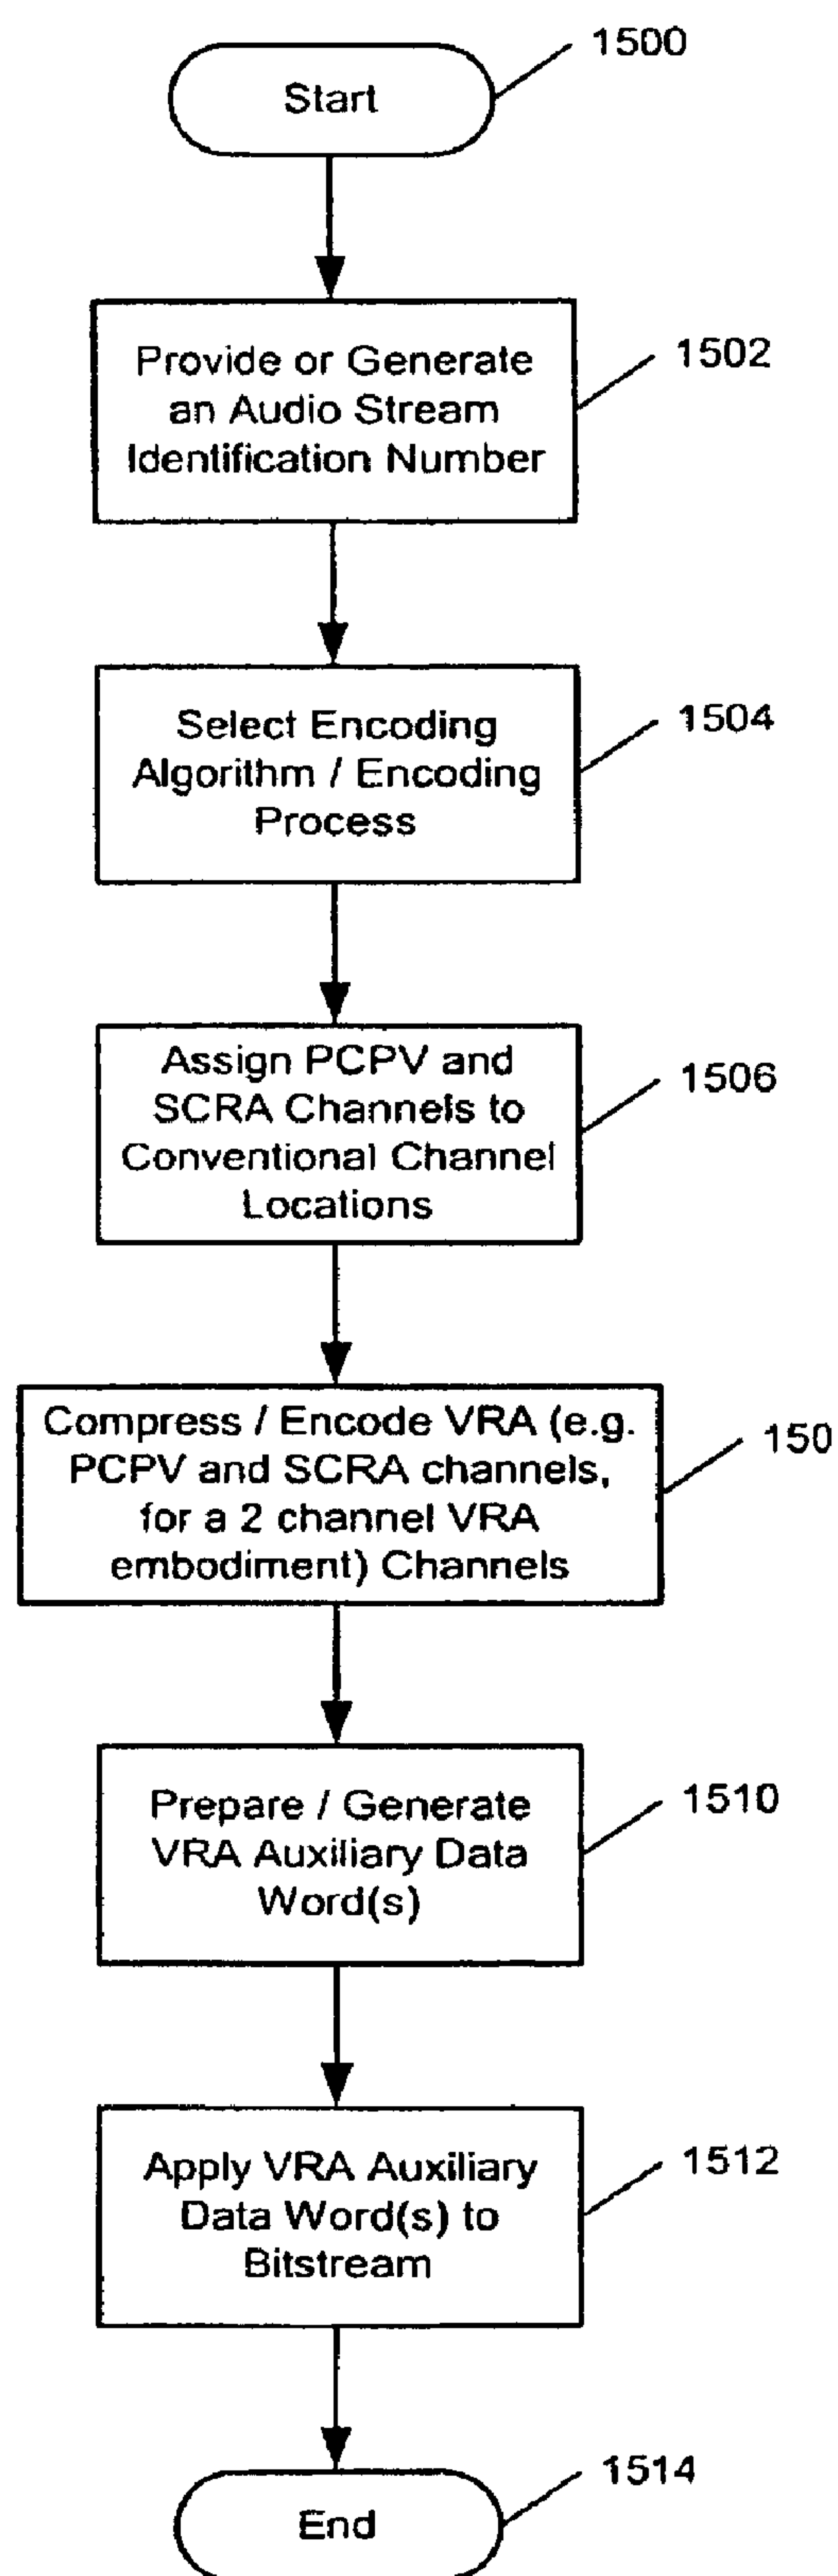 1500
Start
1502
Provide or Generate
an Audio Stream
Identification Number
1504
Select Encoding
Algorithm / Encoding
Process
1506
Assign PCPV and
SCRA Channels to
Conventional Channel
Locations
150
Compress / Encode VRA (e.g.
PCPV and SCRA channels,
for a 2 channel VRA
embodiment) Channels
1510
Prepare / Generate
VRA Auxiliary Data
Word(s)
1512
Apply VRA Auxiliary
Data Word(s) to
Bitstream
1514
End